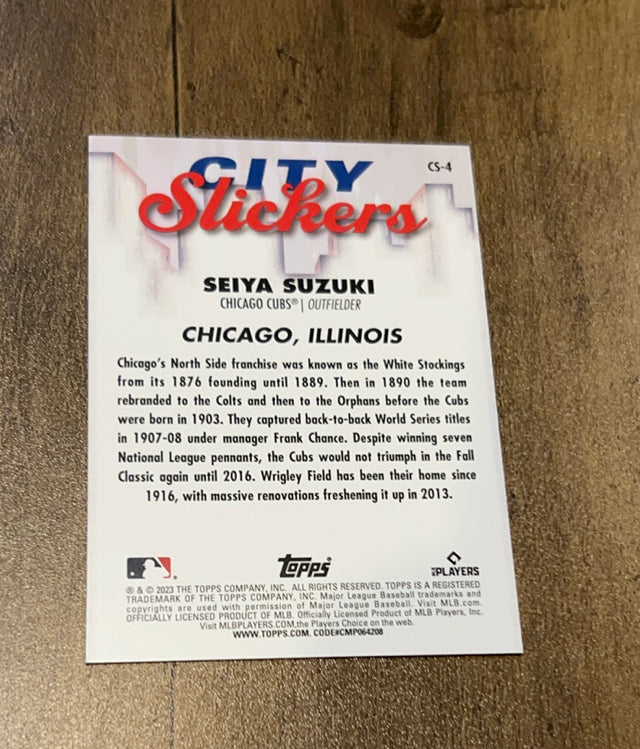 CITY
Slickers
CS-4
SEIYA SUZUKI
CHICAGO CUBS® | OUTFIELDER
CHICAGO, ILLINOIS
Chicago's North Side franchise was known as the White Stockings
from its 1876 founding until 1889. Then in 1890 the team
rebranded to the Colts and then to the Orphans before the Cubs
were born in 1903. They captured back-to-back World Series titles
in 1907-08 under manager Frank Chance. Despite winning seven
National League pennants, the Cubs would not triumph in the Fall
Classic again until 2016. Wrigley Field has been their home since
1916, with massive renovations freshening it up in 2013.
Topps®
MLB PLAYERS
® & © 2023 THE TOPPS COMPANY, INC. ALL RIGHTS RESERVED. TOPPS IS A REGISTERED
TRADEMARK OF THE TOPPS COMPANY, INC. Major League Baseball trademarks and
copyrights are used with permission of Major League Baseball. Visit MLB.com.
OFFICIALLY LICENSED PRODUCT OF MLB. Officially Licensed Product of MLB Players, Inc.
Visit MLBPLAYERS.COM,the Players Choice on the web.
WWW.TOPPS.COM. CODE#CMP064208